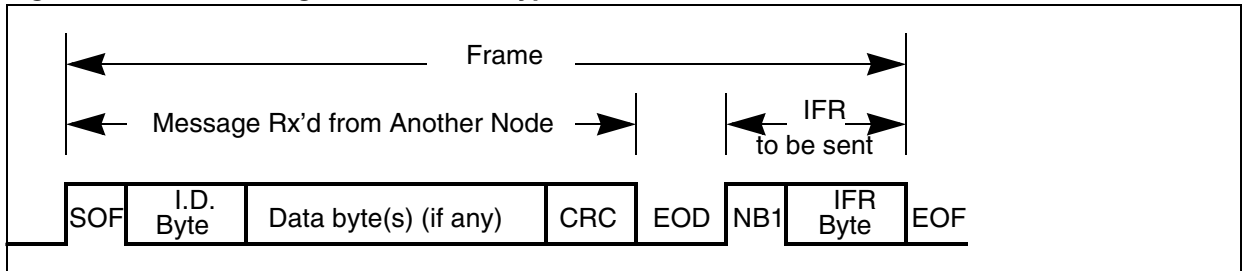 Frame
Message Rx'd from Another Node
IFR
to be sent
SOF
I.D.
Byte
Data byte(s) (if any)
CRC
EOD
NB1
IFR
Byte
EOF